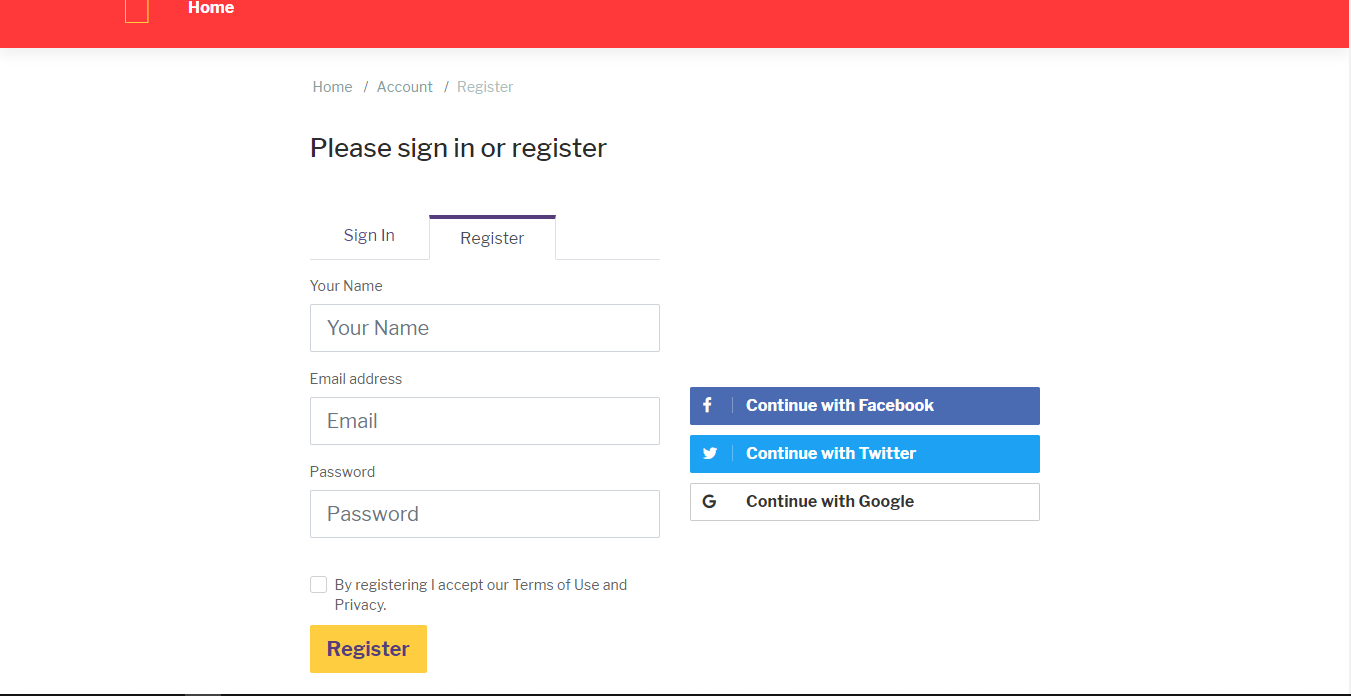 Home
Home / Account / Register
Please sign in or register
Sign In
Register
Your Name
Your Name
Email address
Email
Password
Password
By registering I accept our Terms of Use and
Privacy.
Register
Continue with Facebook
Continue with Twitter
G Continue with Google